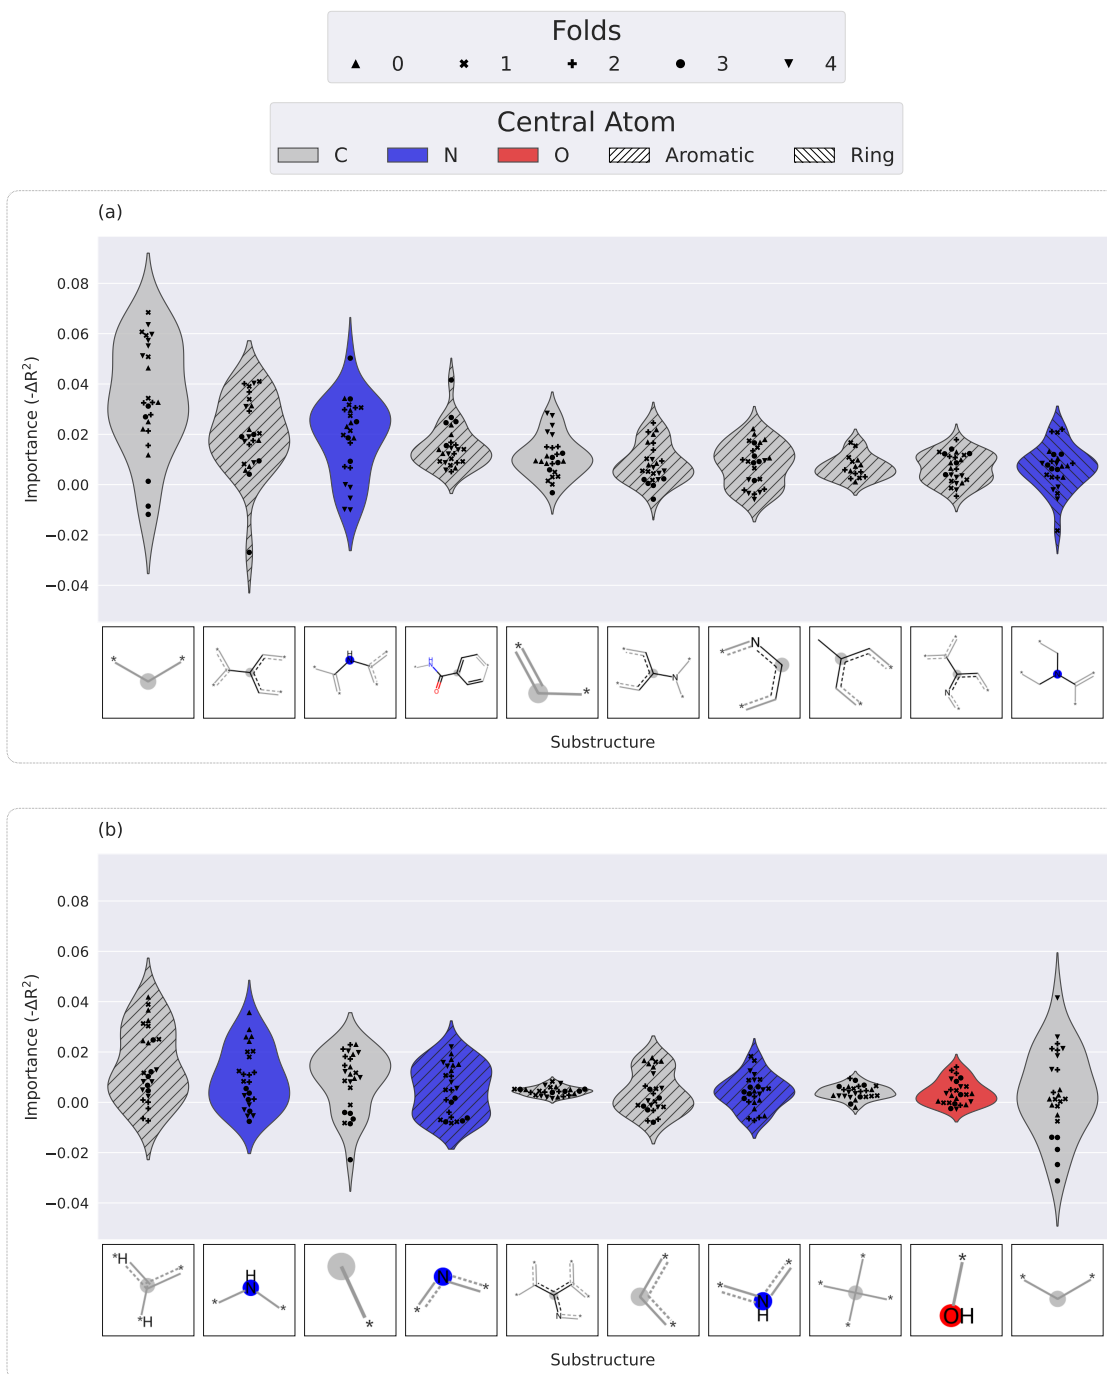 Folds
0 1 2 3 4
Central Atom
C N O Aromatic Ring
(a)
Importance (-ΔR²)
0.08
0.06
0.04
0.02
0.00
−0.02
−0.04
* *
H
N
H
N
O
* *
N
N * *
N
Substructure
(b)
Importance (-ΔR²)
0.08
0.06
0.04
0.02
0.00
−0.02
−0.04
*H * *H
H N * *
*
N * *
N
* *
* * N H
* * * *
* OH
* *
Substructure